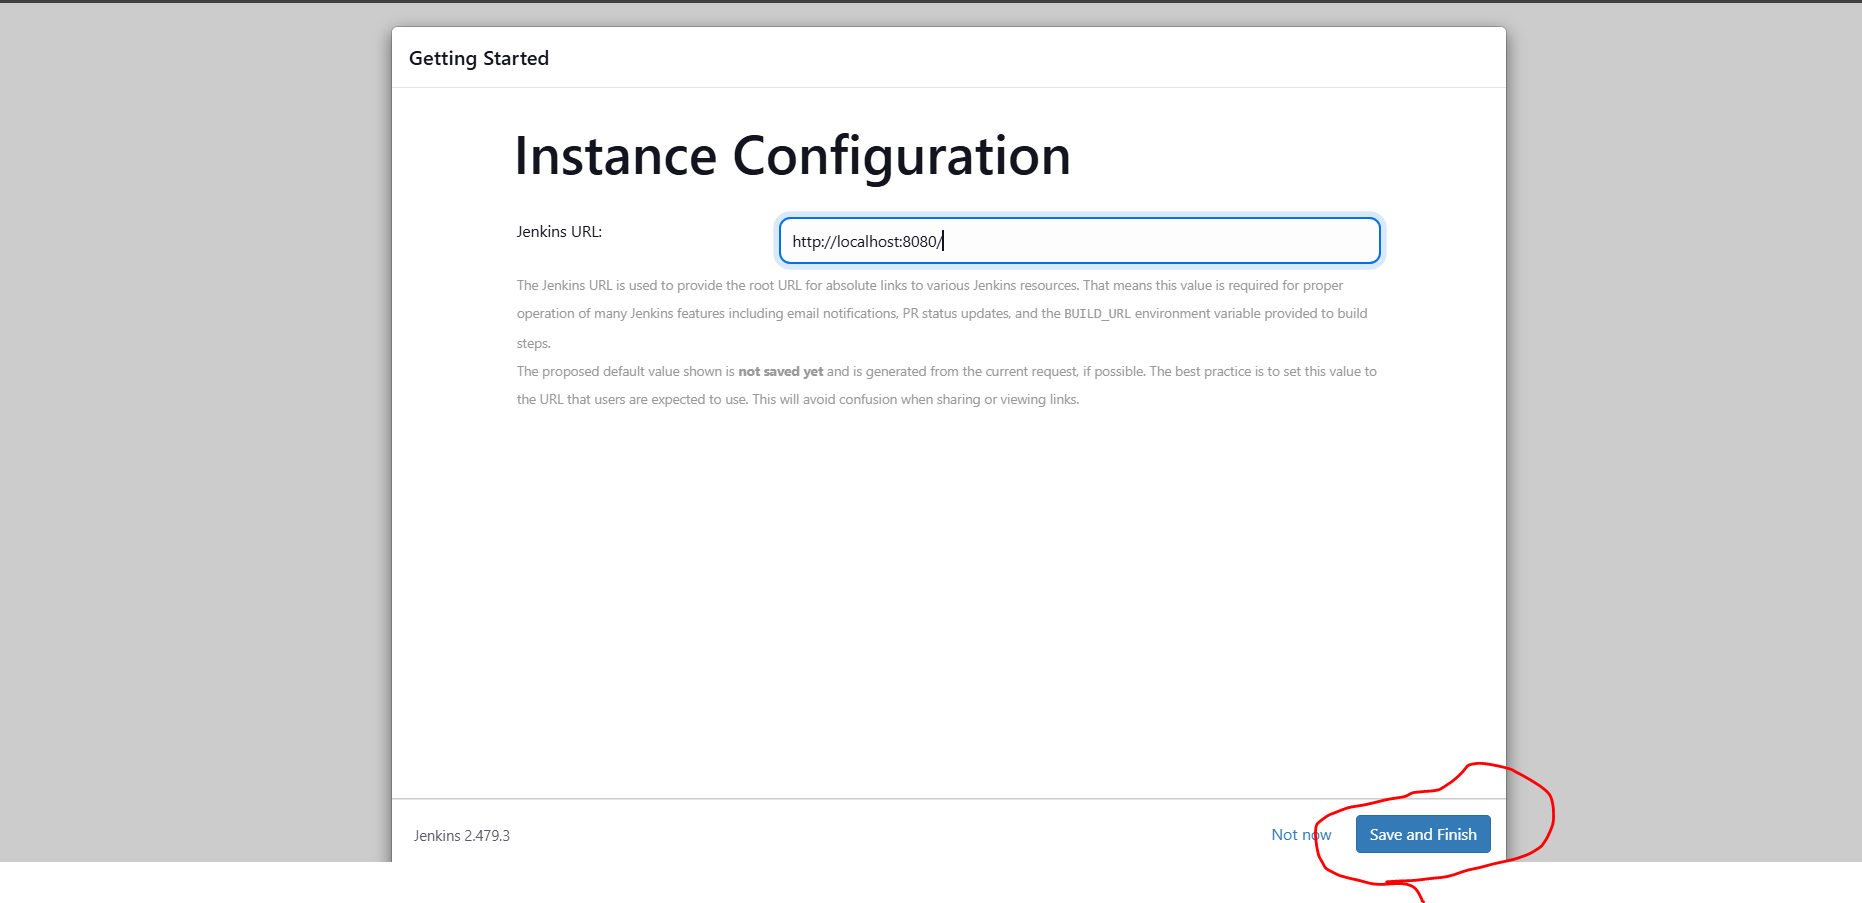 Getting Started
Instance Configuration
Jenkins URL:
http://localhost:8080/
The Jenkins URL is used to provide the root URL for absolute links to various Jenkins resources. That means this value is required for proper
operation of many Jenkins features including email notifications, PR status updates, and the BUILD_URL environment variable provided to build
steps.
The proposed default value shown is not saved yet and is generated from the current request, if possible. The best practice is to set this value to
the URL that users are expected to use. This will avoid confusion when sharing or viewing links.
Jenkins 2.479.3
Not now
Save and Finish